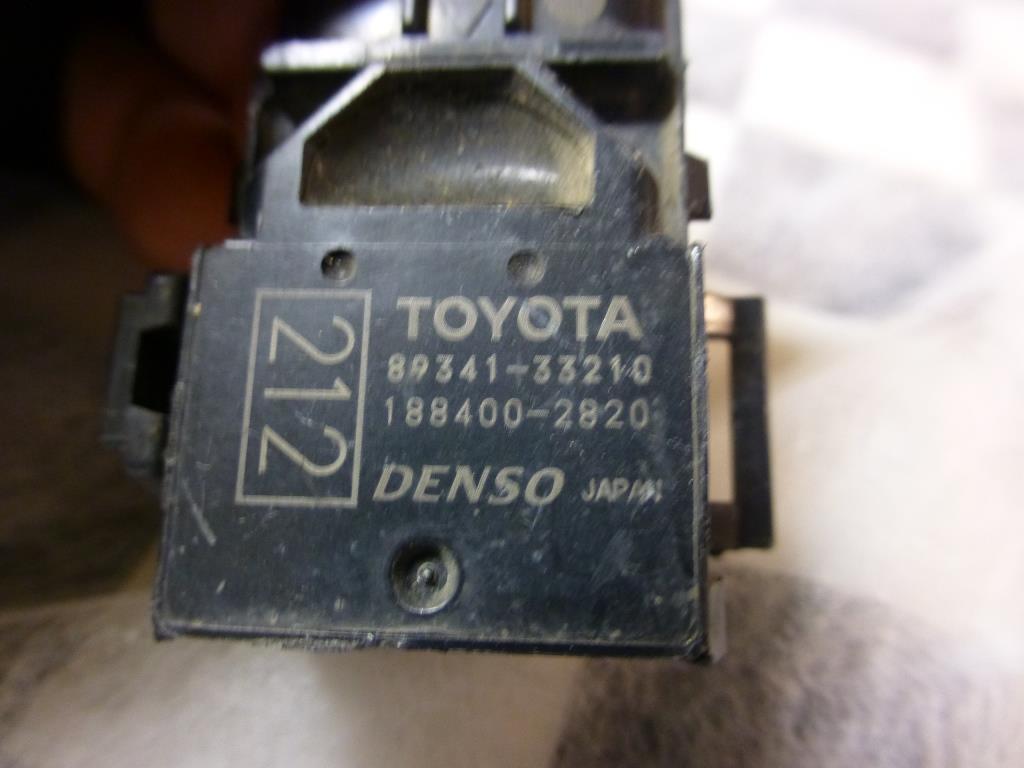 212
TOYOTA
89341-33210
188400-2820
DENSO JAPAN